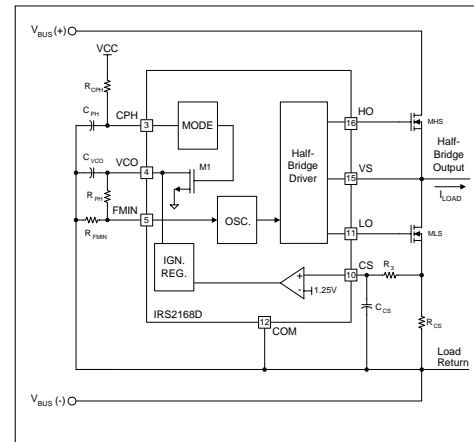 VBUS (+)
VCC
RCPH
CPH
CPH
3
MODE
HO
16
MHS
CVCO
VCO
4
M1
Half-
Bridge
Driver
VS
15
Half-
Bridge
Output
ILOAD
RPH
FMIN
5
OSC.
LO
11
MLS
RFMIN
IGN.
REG.
CS
10
R3
+
-
1.25V
CCS
RCS
IRS2168D
12
COM
Load
Return
VBUS (-)